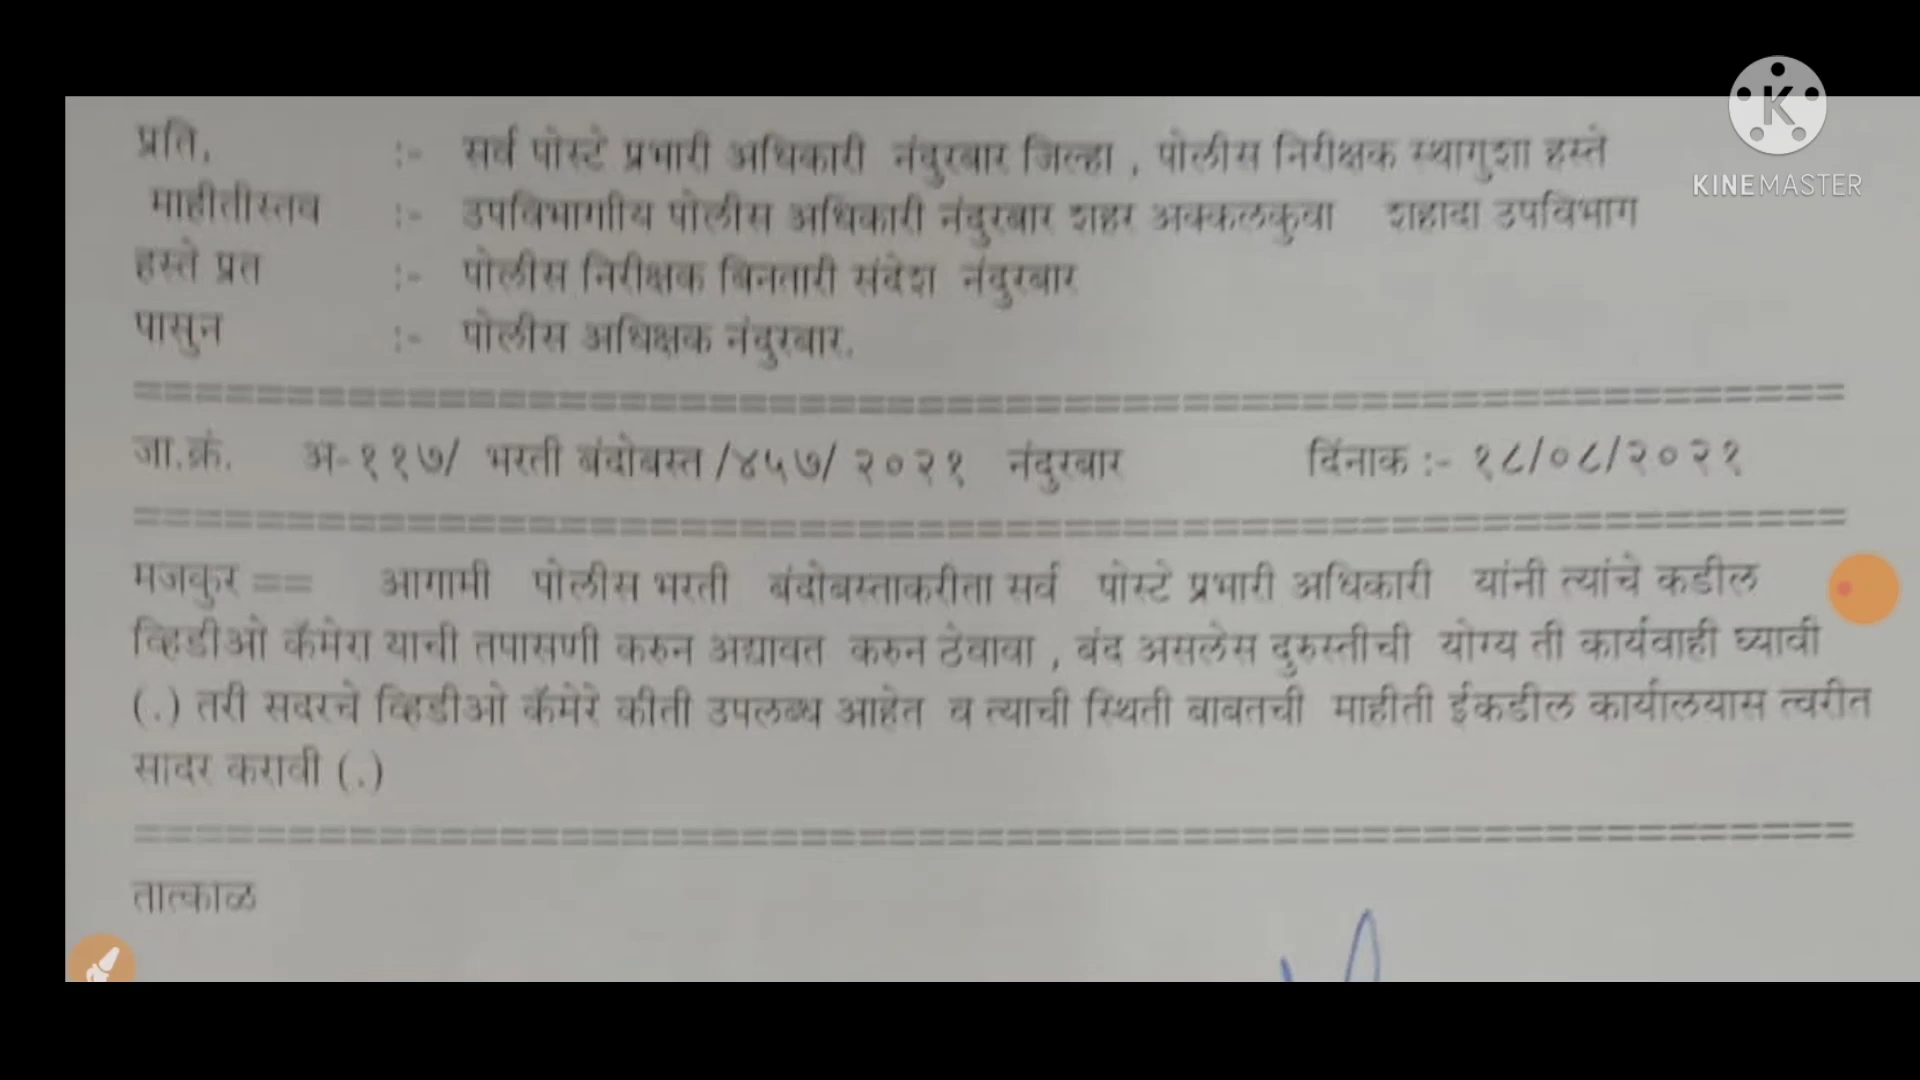 प्रति, :- सर्व पोस्टे प्रभारी अधिकारी नंदुरबार जिल्हा , पोलीस निरीक्षक स्थागुशा हस्ते
माहीतीस्तव :- उपविभागीय पोलीस अधिकारी नंदुरबार शहर अक्कलकुवा शहादा उपविभाग
हस्ते प्रत :- पोलीस निरीक्षक बिनतारी संदेश नंदुरबार
पासुन :- पोलीस अधिक्षक नंदुरबार.
जा.क्रं. अ-११७/ भरती बंदोबस्त /४५७/ २०२१ नंदुरबार दिंनाक :- १८/०८/२०२१
मजकुर == आगामी पोलीस भरती बंदोबस्ताकरीता सर्व पोस्टे प्रभारी अधिकारी यांनी त्यांचे कडील
व्हिडीओ कॅमेरा याची तपासणी करुन अद्यावत करुन ठेवावा , बंद असलेस दुरुस्तीची योग्य ती कार्यवाही घ्यावी
(.) तरी सदरचे व्हिडीओ कॅमेरे कीती उपलब्ध आहेत व त्याची स्थिती बाबतची माहीती ईकडील कार्यालयास त्वरीत
सादर करावी (.)
तात्काळ
K
KINEMASTER